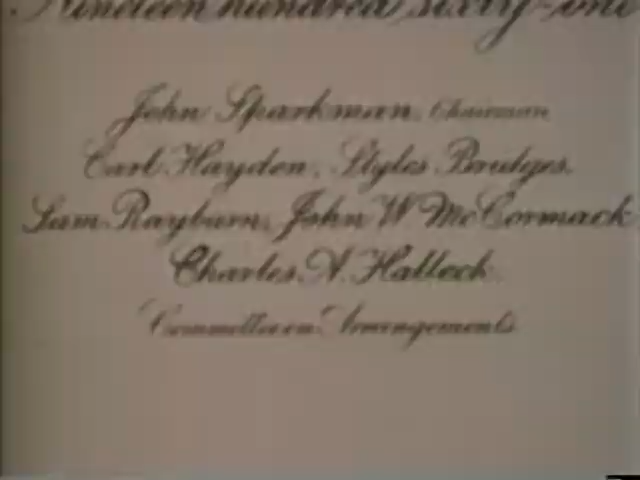 Nineteen hundred sixty-one
John Sparkman, Chairman
Carl Hayden, Styles Bridges,
Sam Rayburn, John W. McCormack,
Charles A. Halleck
Committee on Arrangements